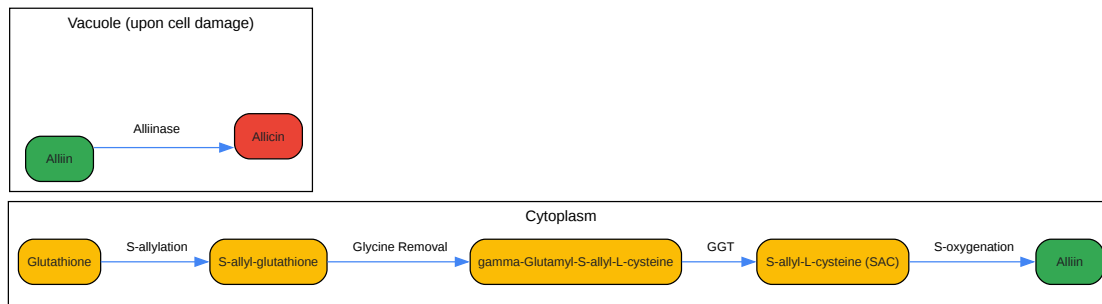 Vacuole (upon cell damage)
Alliinase
Alliin
Allicin
Cytoplasm
Glutathione
S-allylation
S-allyl-glutathione
Glycine Removal
gamma-Glutamyl-S-allyl-L-cysteine
GGT
S-allyl-L-cysteine (SAC)
S-oxygenation
Alliin